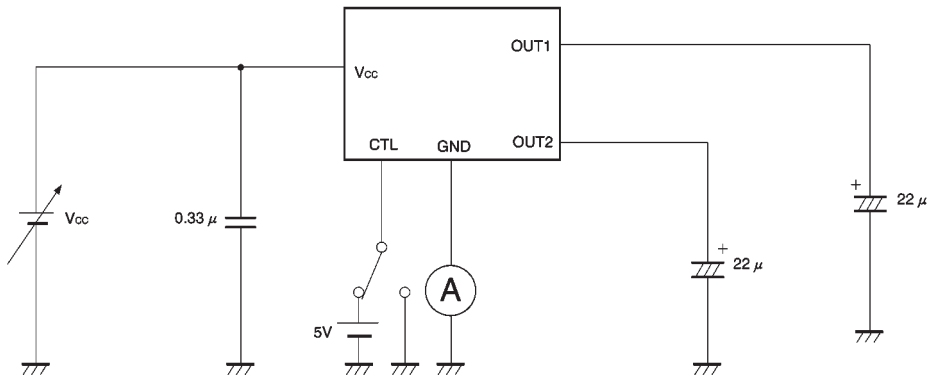 OUT1
Vcc
CTL
GND
OUT2
Vcc
0.33 μ
+
22 μ
+
22 μ
A
5V